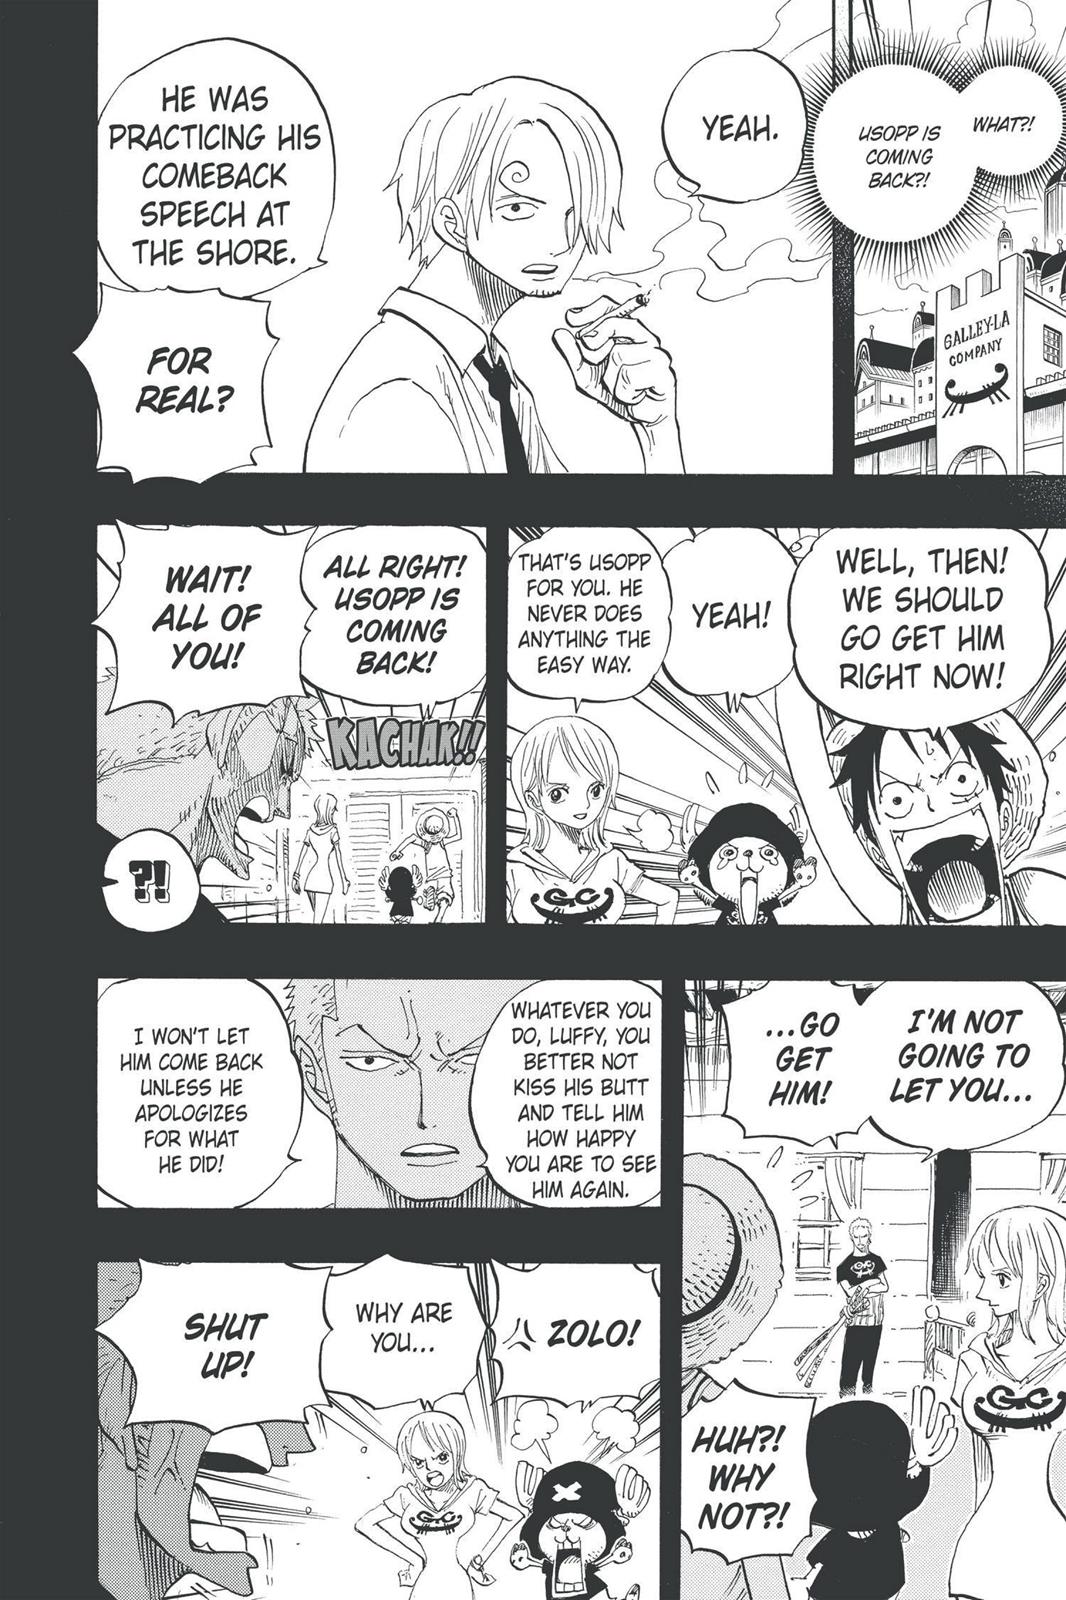 WHAT?!
USOPP IS
COMING
BACK?!
GALLEY-LA
COMPANY
YEAH.
HE WAS
PRACTICING HIS
COMEBACK
SPEECH AT
THE SHORE.
FOR
REAL?
WELL, THEN!
WE SHOULD
GO GET HIM
RIGHT NOW!
YEAH!
THAT'S USOPP
FOR YOU. HE
NEVER DOES
ANYTHING THE
EASY WAY.
GC
ALL RIGHT!
USOPP IS
COMING
BACK!
KACHAK!!
WAIT!
ALL OF
YOU!
?!
I'M NOT
GOING TO
LET YOU...
...GO
GET
HIM!
GC
GC
HUH?!
WHY
NOT?!
WHATEVER YOU
DO, LUFFY, YOU
BETTER NOT
KISS HIS BUTT
AND TELL HIM
HOW HAPPY
YOU ARE TO SEE
HIM AGAIN.
I WON'T LET
HIM COME BACK
UNLESS HE
APOLOGIZES
FOR WHAT
HE DID!
ZOLO!
WHY ARE
YOU...
GC
SHUT
UP!